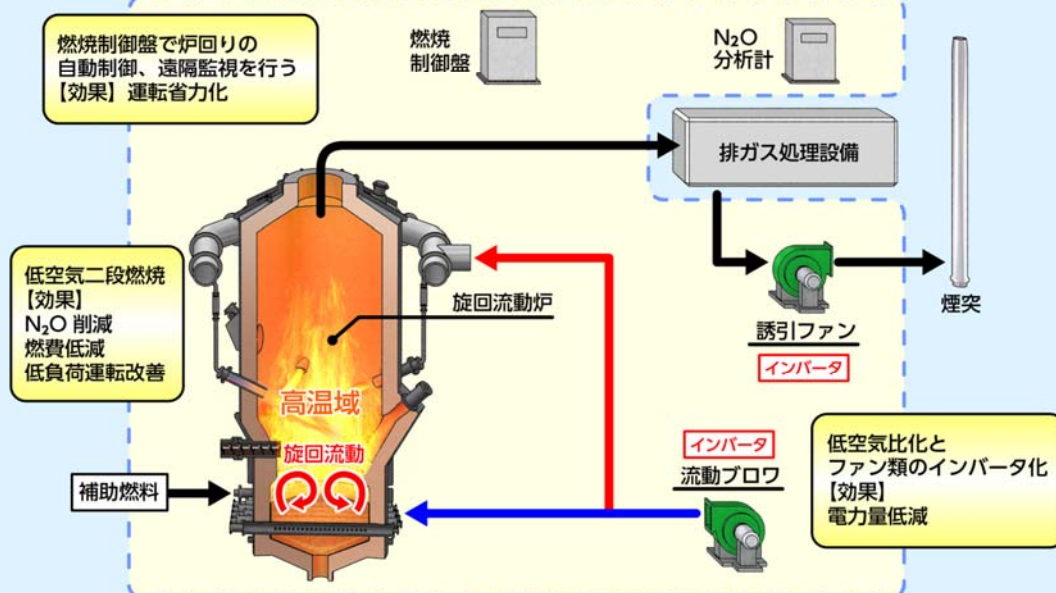 燃焼制御盤で炉回りの
自動制御、遠隔監視を行う
【効果】運転省力化
燃焼
制御盤
N₂O
分析計
排ガス処理設備
低空気二段燃焼
【効果】
N₂O 削減
燃費低減
低負荷運転改善
旋回流動炉
煙突
誘引ファン
インバータ
高温域
旋回流動
インバータ
流動ブロワ
補助燃料
低空気比化と
ファン類のインバータ化
【効果】
電力量低減